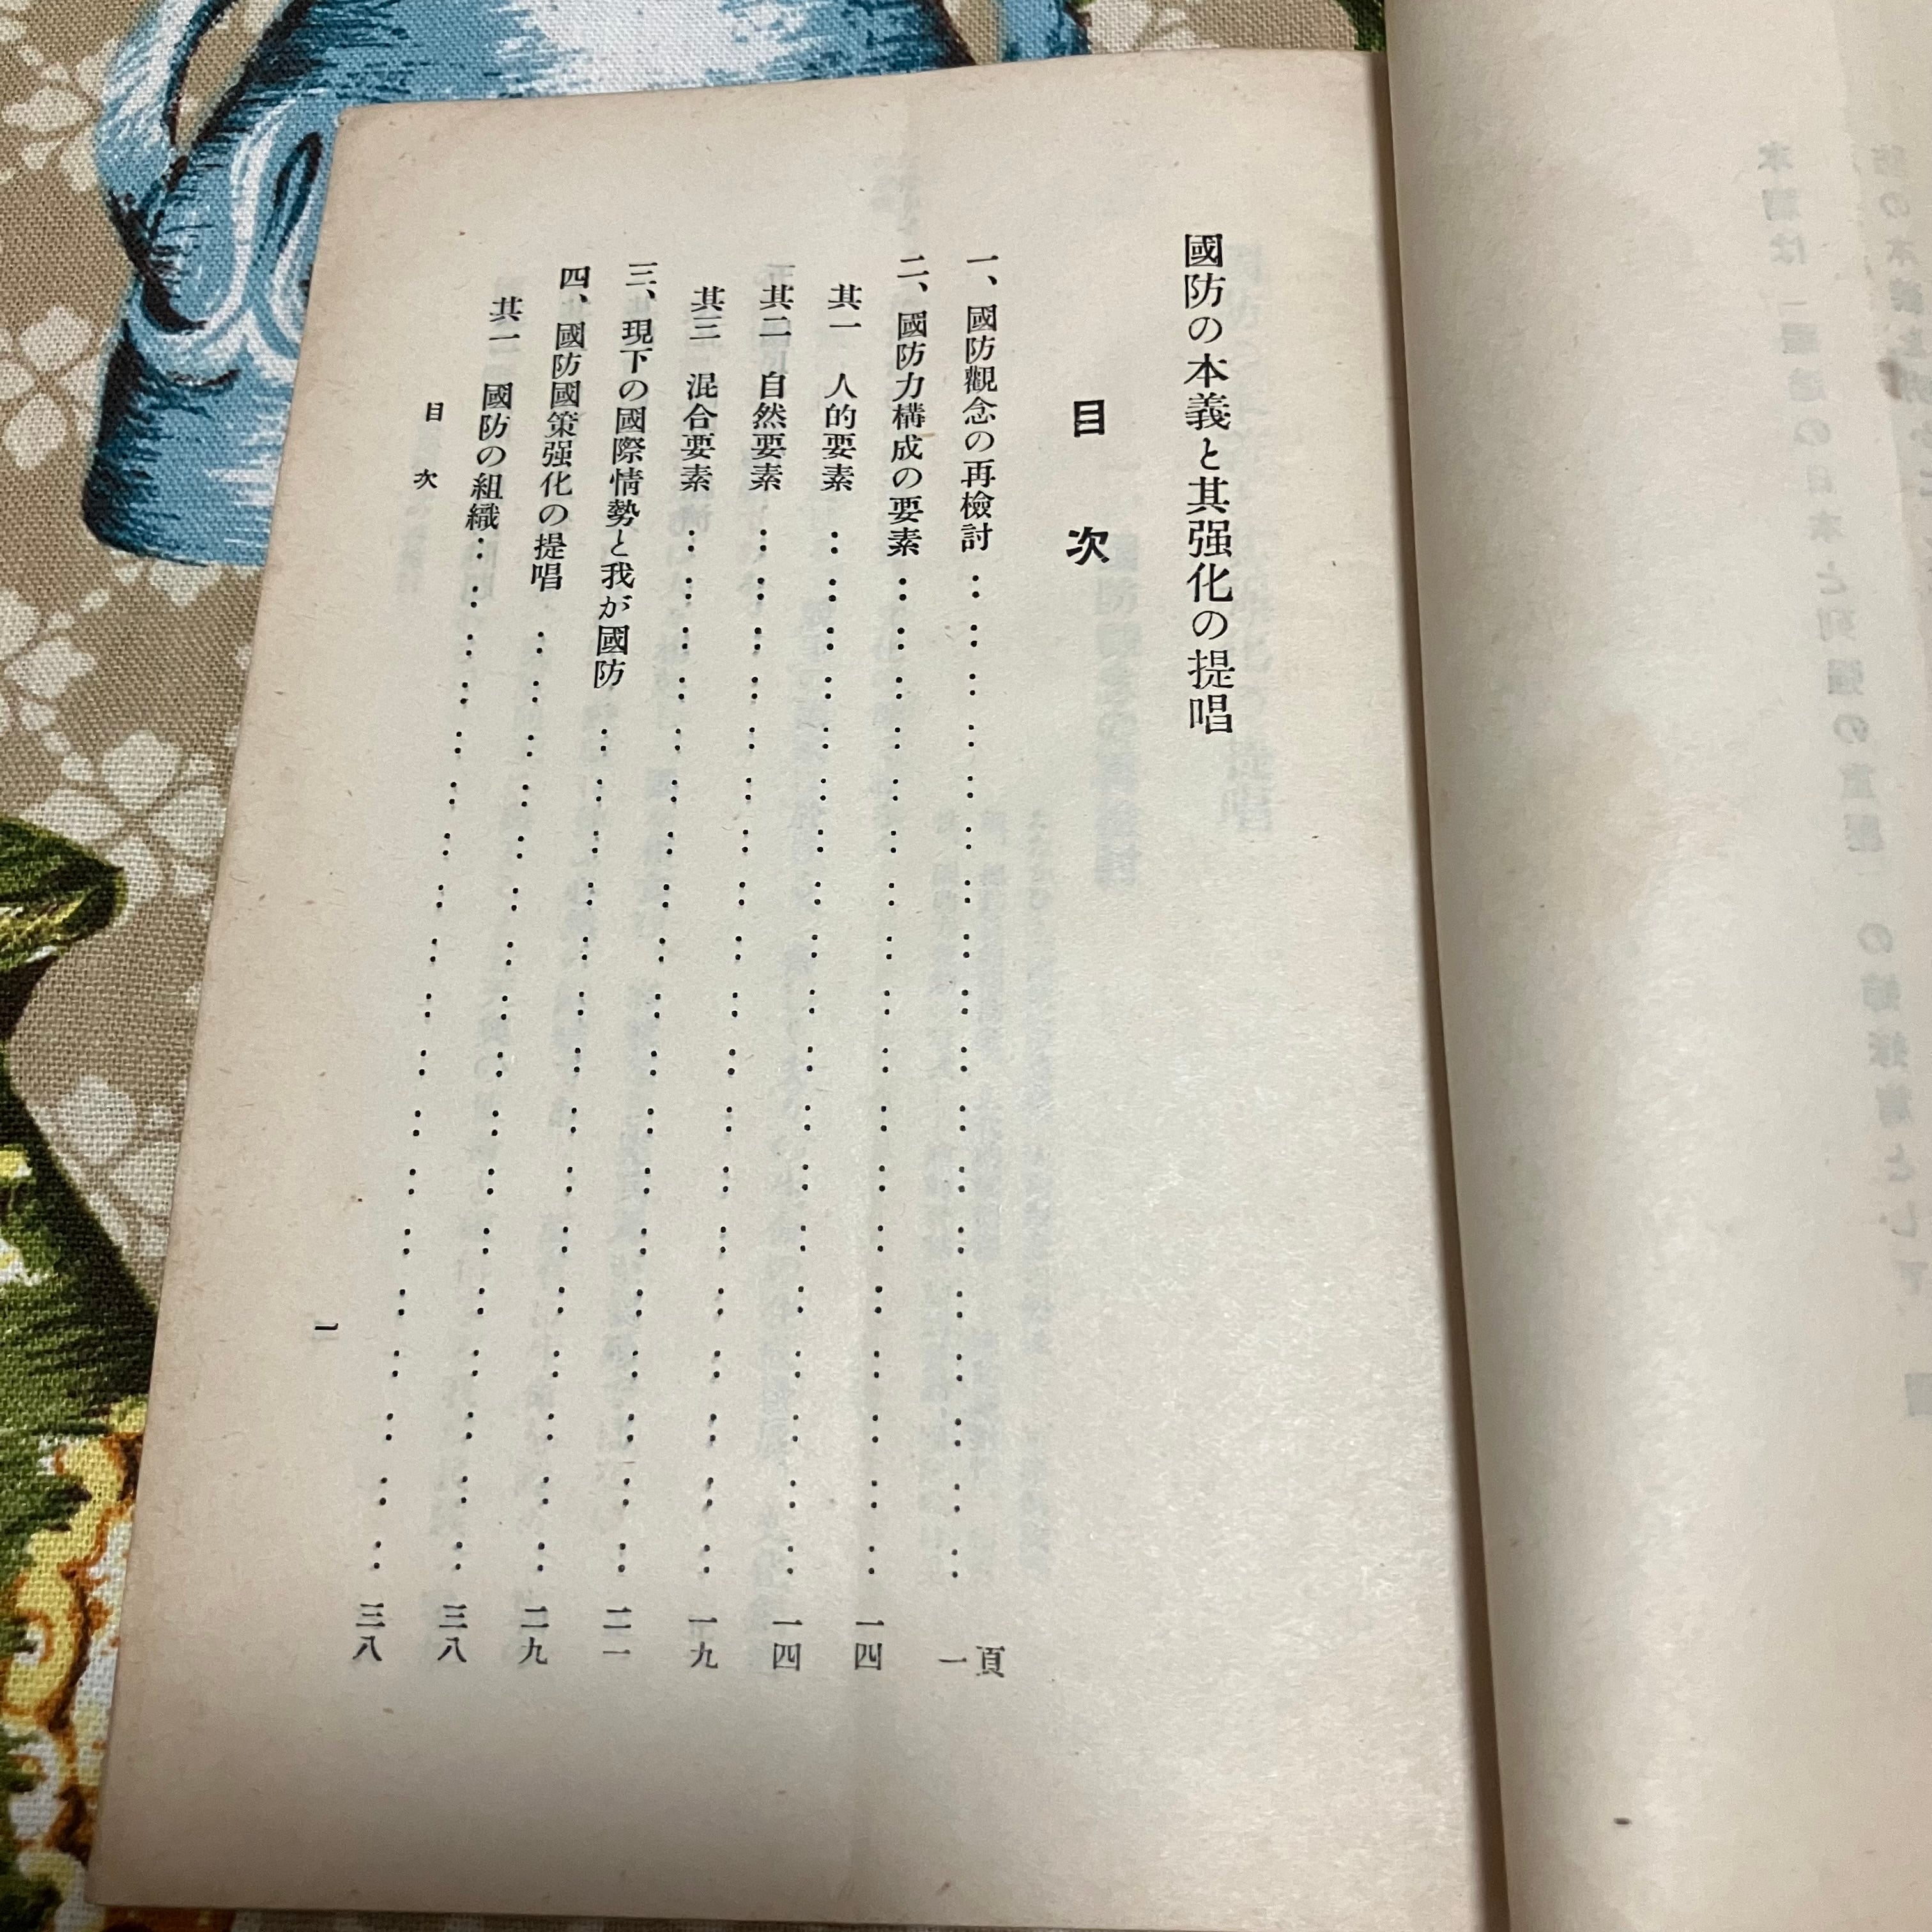 國防の本義と其强化の提唱
目次
頁
一、國防觀念の再檢討……一
二、國防力構成の要素……一四
其一 人的要素……一四
其二 自然要素……一九
其三 混合要素……二一
三、現下の國際情勢と我が國防……二九
四、國防國策强化の提唱……三八
其一 國防の組織……三八
目次
一